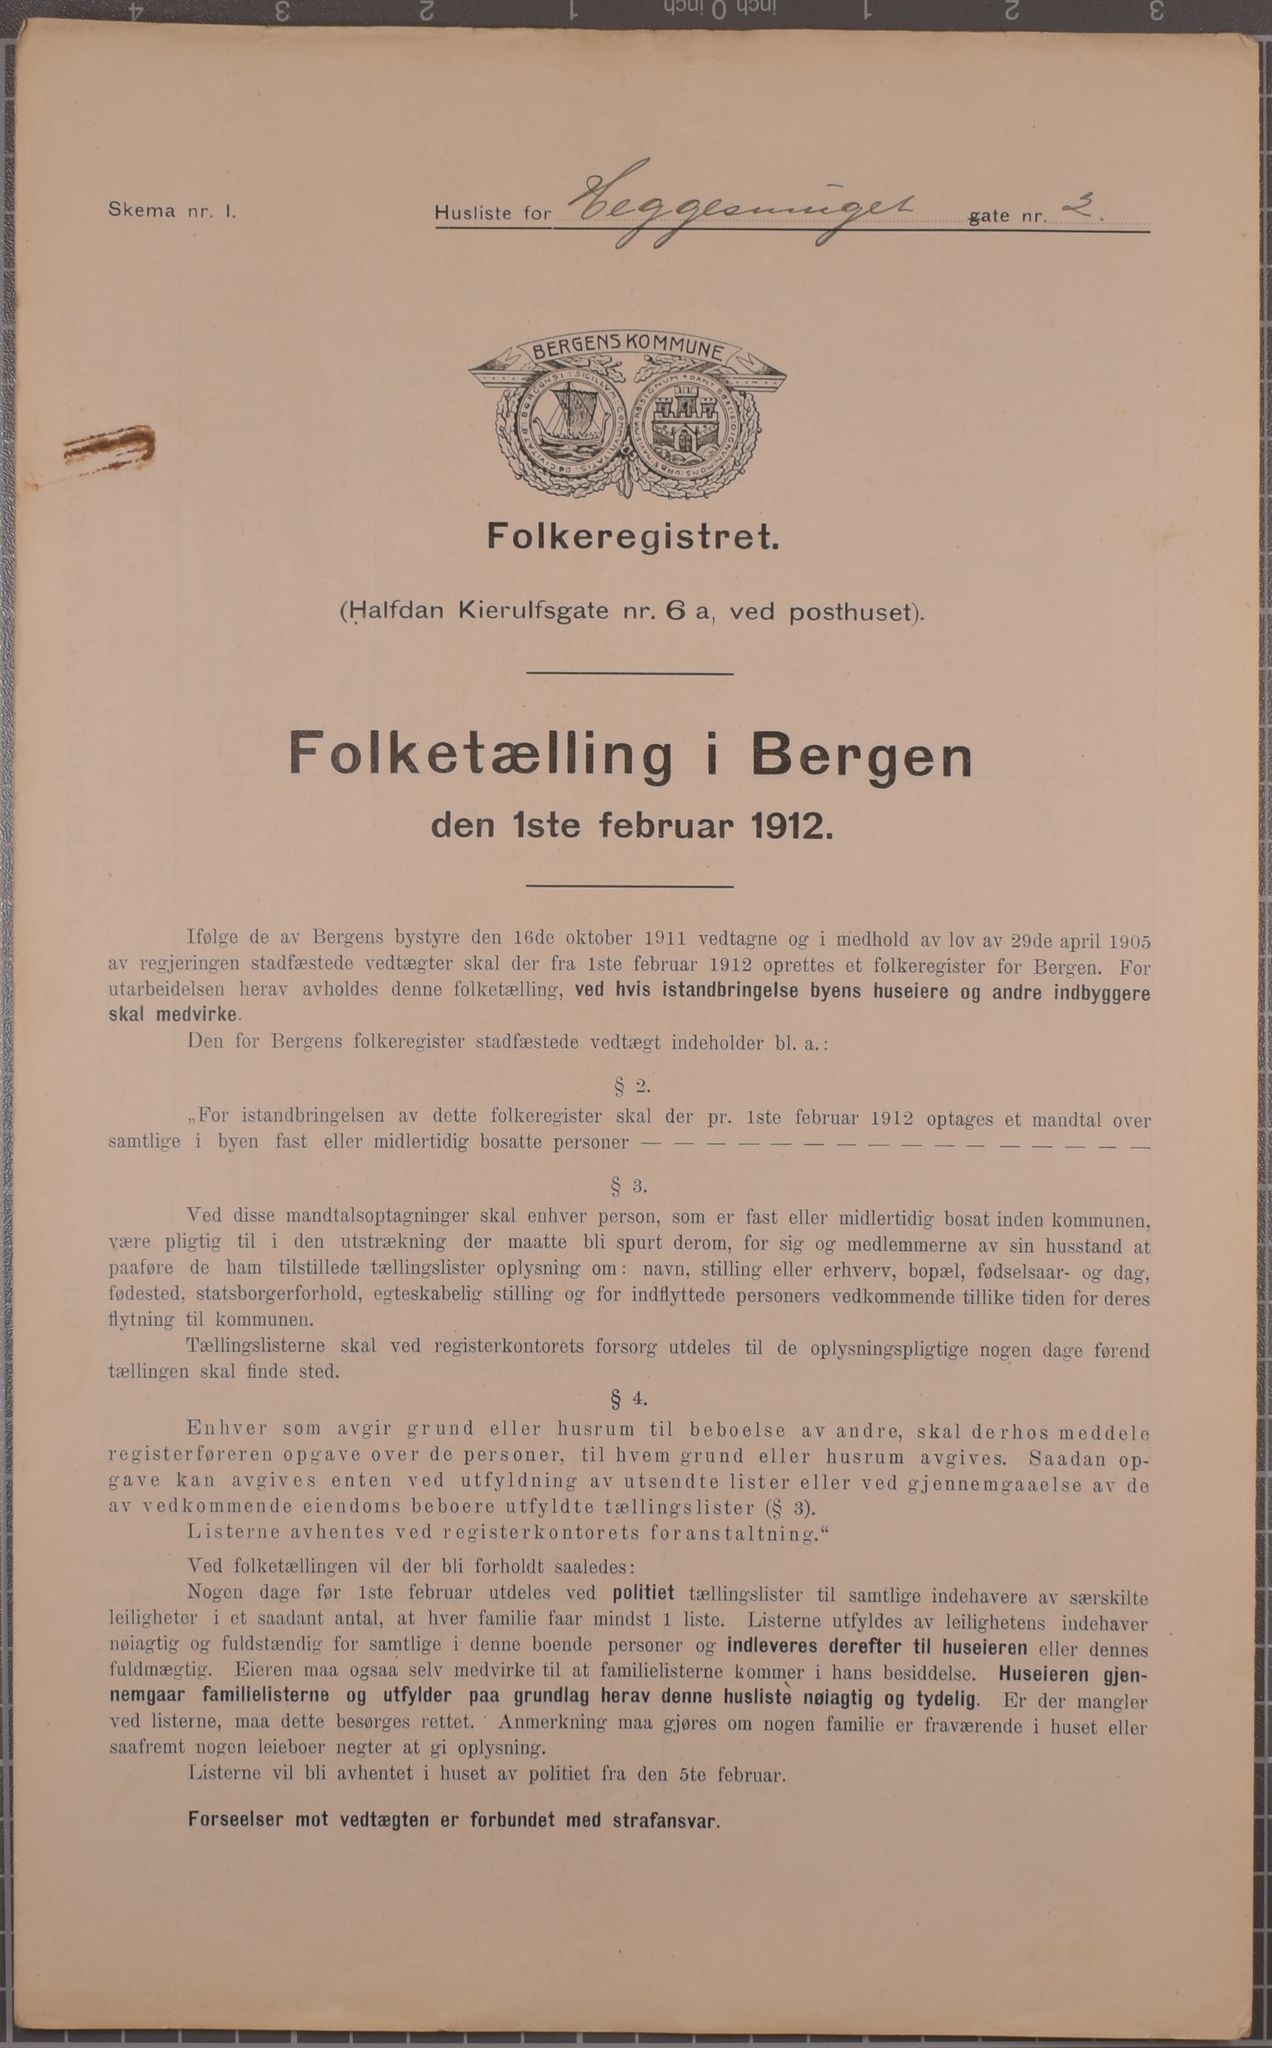 Skema nr. I.
Husliste for Heggesmuget gate nr. 2.
BERGENS KOMMUNE
Folkeregistret.
(Halfdan Kierulfsgate nr. 6 a, ved posthuset).
Folketælling i Bergen
den 1ste februar 1912.
Ifølge de av Bergens bystyre den 16de oktober 1911 vedtagne og i medhold av lov av 29de april 1905
av regjeringen stadfæstede vedtægter skal der fra 1ste februar 1912 oprettes et folkeregister for Bergen. For
utarbeidelsen herav avholdes denne folketælling, ved hvis istandbringelse byens huseiere og andre indbyggere
skal medvirke.
Den for Bergens folkeregister stadfæstede vedtægt indeholder bl. a.:
§ 2.
„For istandbringelsen av dette folkeregister skal der pr. 1ste februar 1912 optages et mandtal over
samtlige i byen fast eller midlertidig bosatte personer — — — — — — — — — — — — — — — — —
§ 3.
Ved disse mandtalsoptagninger skal enhver person, som er fast eller midlertidig bosat inden kommunen,
være pligtig til i den utstrækning der maatte bli spurt derom, for sig og medlemmerne av sin husstand at
paaføre de ham tilstillede tællingslister oplysning om: navn, stilling eller erhverv, bopæl, fødselsaar- og dag,
fødested, statsborgerforhold, egteskabelig stilling og for indflyttede personers vedkommende tillike tiden for deres
flytning til kommunen.
Tællingslisterne skal ved registerkontorets forsorg utdeles til de oplysningspligtige nogen dage førend
tællingen skal finde sted.
§ 4.
Enhver som avgir grund eller husrum til beboelse av andre, skal derhos meddele
registerføreren opgave over de personer, til hvem grund eller husrum avgives. Saadan op-
gave kan avgives enten ved utfyldning av utsendte lister eller ved gjennemgaaelse av de
av vedkommende eiendoms beboere utfyldte tællingslister (§ 3).
Listerne avhentes ved registerkontorets foranstaltning.“
Ved folketællingen vil der bli forholdt saaledes:
Nogen dage før 1ste februar utdeles ved politiet tællingslister til samtlige indehavere av særskilte
leiligheter i et saadant antal, at hver familie faar mindst 1 liste. Listerne utfyldes av leilighetens indehaver
nøiagtig og fuldstændig for samtlige i denne boende personer og indleveres derefter til huseieren eller dennes
fuldmægtig. Eieren maa ogsaa selv medvirke til at familielisterne kommer i hans besiddelse. Huseieren gjen-
nemgaar familielisterne og utfylder paa grundlag herav denne husliste nøiagtig og tydelig. Er der mangler
ved listerne, maa dette besørges rettet. Anmerkning maa gjøres om nogen familie er fraværende i huset eller
saafremt nogen leieboer negter at gi oplysning.
Listerne vil bli avhentet i huset av politiet fra den 5te februar.
Forseelser mot vedtægten er forbundet med strafansvar.